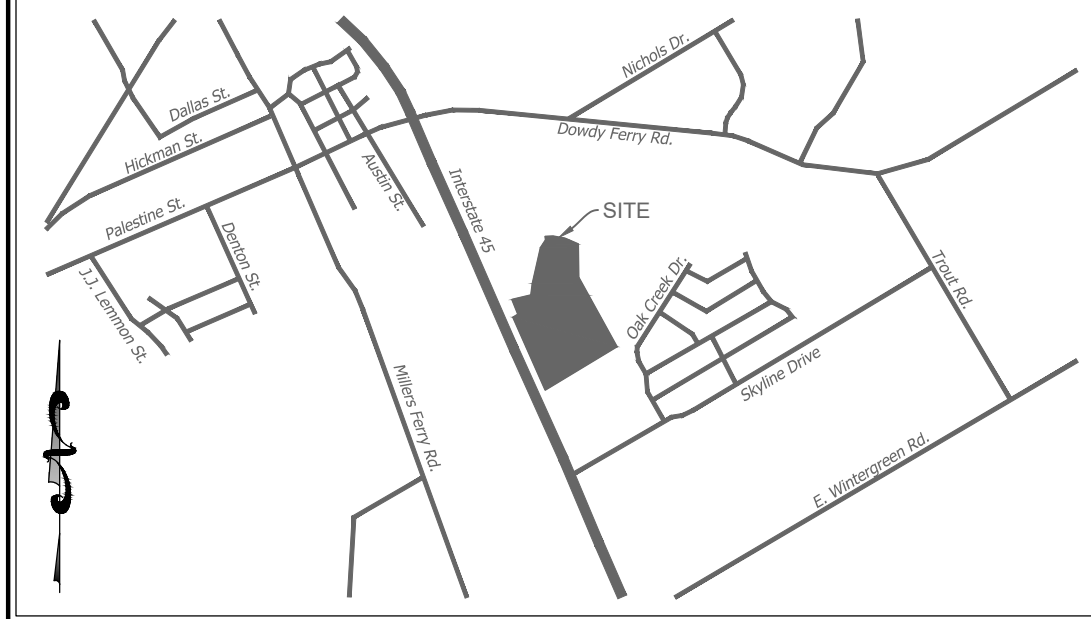 Nichols Dr.
Dallas St.
Dowdy Ferry Rd.
Hickman St.
Austin St.
Interstate 45
Palestine St.
SITE
Denton St.
Oak Creek Dr.
Trout Rd.
J.J. Lemmon St.
Skyline Drive
Millers Ferry Rd.
E. Wintergreen Rd.